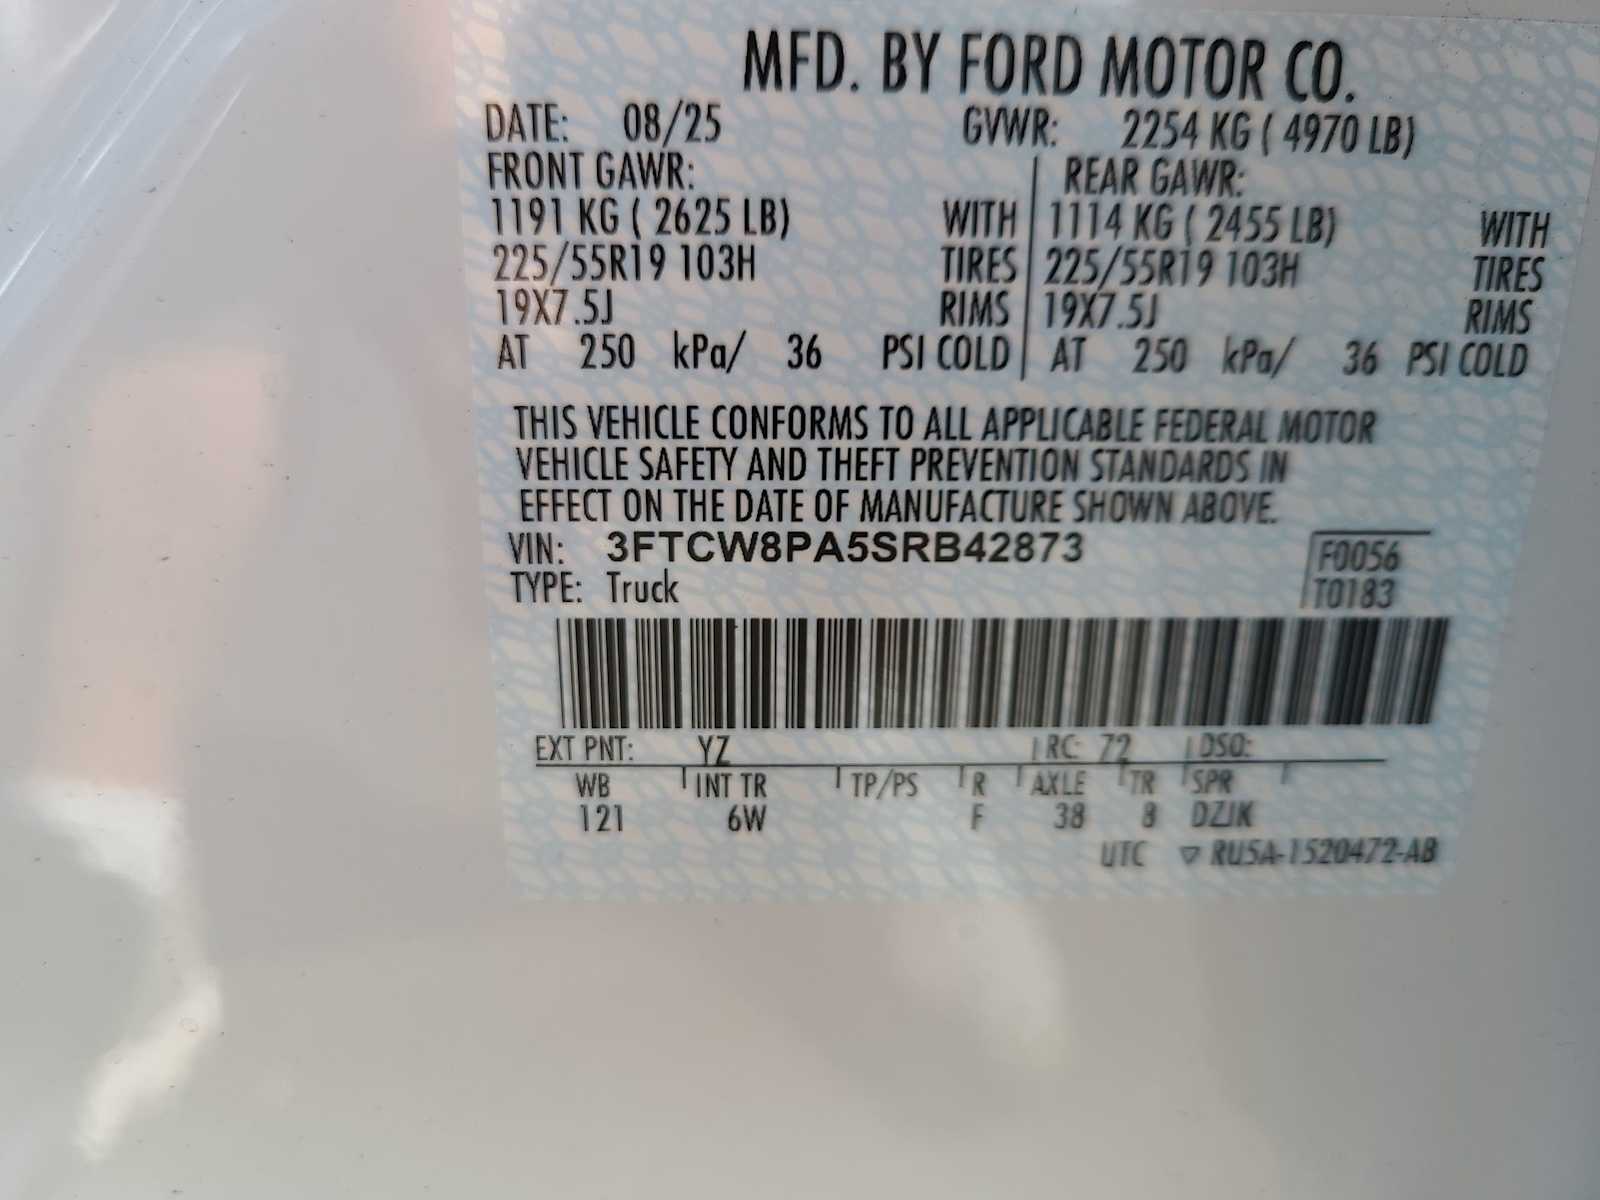 MFD. BY FORD MOTOR CO.
DATE: 08/25 GVWR: 2254 KG ( 4970 LB)
FRONT GAWR: REAR GAWR:
1191 KG ( 2625 LB) WITH 1114 KG ( 2455 LB) WITH
225/55R19 103H TIRES 225/55R19 103H TIRES
19X7.5J RIMS 19X7.5J RIMS
AT 250 kPa/ 36 PSI COLD AT 250 kPa/ 36 PSI COLD
THIS VEHICLE CONFORMS TO ALL APPLICABLE FEDERAL MOTOR
VEHICLE SAFETY AND THEFT PREVENTION STANDARDS IN
EFFECT ON THE DATE OF MANUFACTURE SHOWN ABOVE.
VIN: 3FTCW8PA5SRB42873 F0056
TYPE: Truck T0183
EXT PNT: YZ RC: 72 DSO:
WB INT TR TP/PS R AXLE TR SPR
121 6W F 38 8 DZJK
UTC ▽ RU5A-1520472-AB